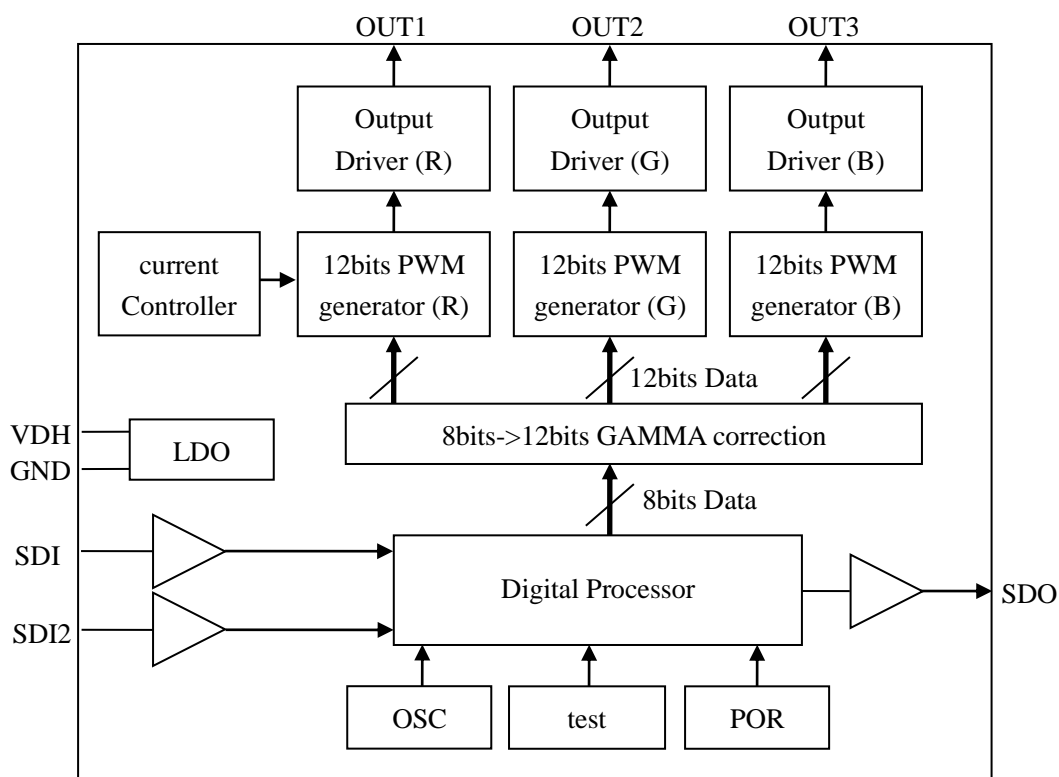 OUT1
OUT2
OUT3
Output
Driver (R)
Output
Driver (G)
Output
Driver (B)
current
Controller
12bits PWM
generator (R)
12bits PWM
generator (G)
12bits PWM
generator (B)
12bits Data
8bits->12bits GAMMA correction
VDH
GND
LDO
8bits Data
SDI
SDI2
Digital Processor
SDO
OSC
test
POR